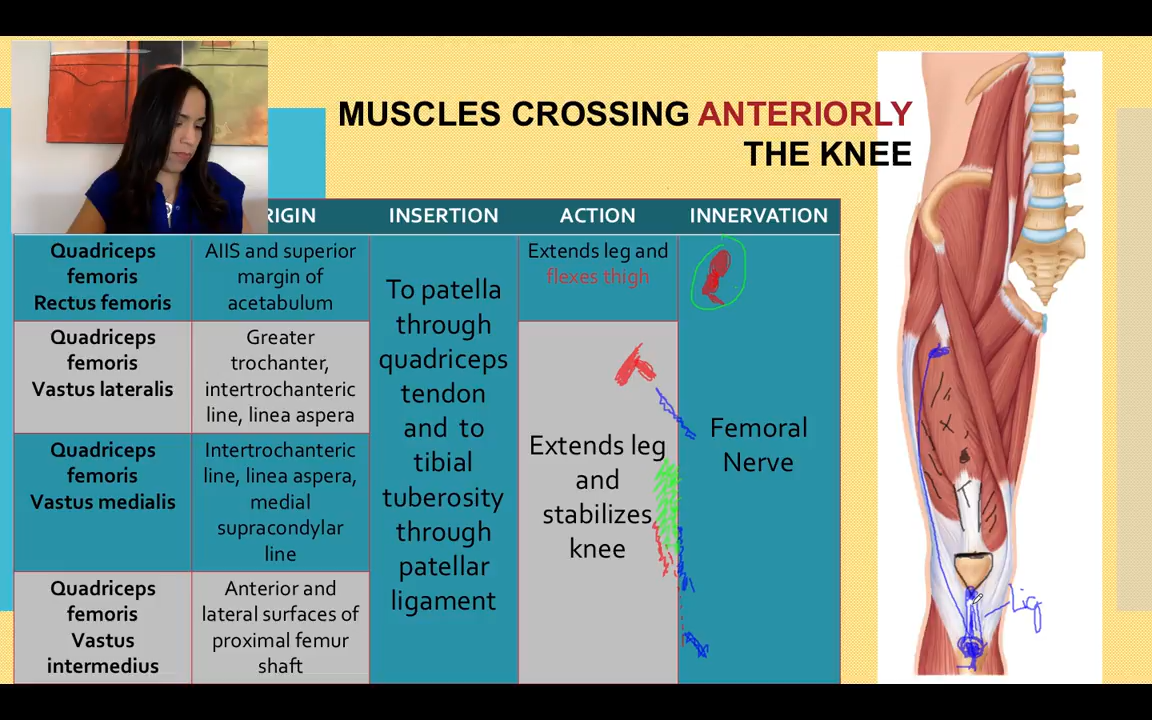 MUSCLES CROSSING ANTERIORLY
THE KNEE
RIGIN
INSERTION
ACTION
INNERVATION
Quadriceps
femoris
Rectus femoris
AIIS and superior
margin of
acetabulum
To patella
through
quadriceps
tendon
and to
tibial
tuberosity
through
patellar
ligament
Extends leg and
flexes thigh
Femoral
Nerve
Quadriceps
femoris
Vastus lateralis
Greater
trochanter,
intertrochanteric
line, linea aspera
Extends leg
and
stabilizes
knee
Quadriceps
femoris
Vastus medialis
Intertrochanteric
line, linea aspera,
medial
supracondylar
line
Quadriceps
femoris
Vastus
intermedius
Anterior and
lateral surfaces of
proximal femur
shaft
Lig